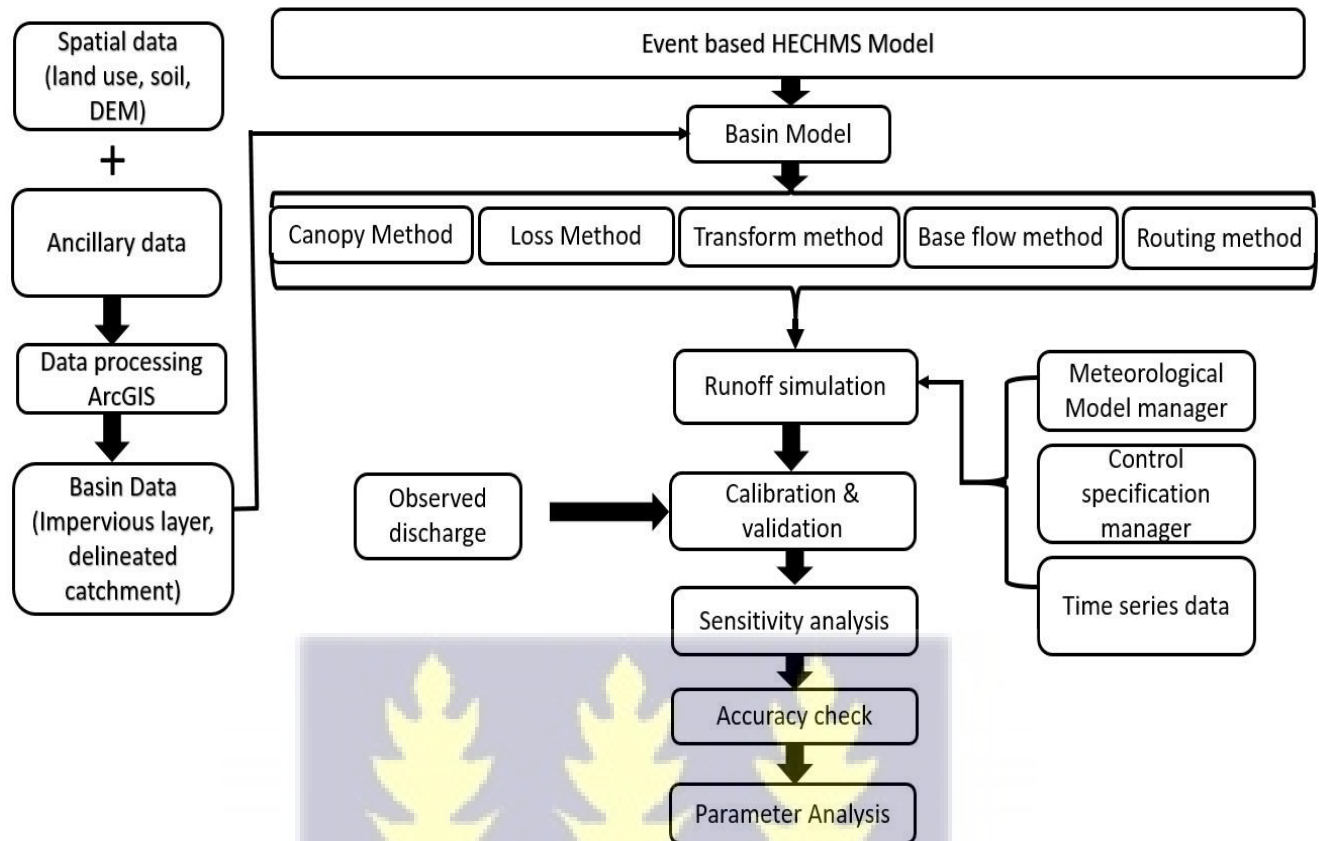 Spatial data
(land use, soil,
DEM)
+
Ancillary data
Data processing
ArcGIS
Basin Data
(Impervious layer,
delineated
catchment)
Event based HECHMS Model
Basin Model
Canopy Method
Loss Method
Transform method
Base flow method
Routing method
Runoff simulation
Meteorological
Model manager
Control
specification
manager
Time series data
Observed
discharge
Calibration &
validation
Sensitivity analysis
Accuracy check
Parameter Analysis